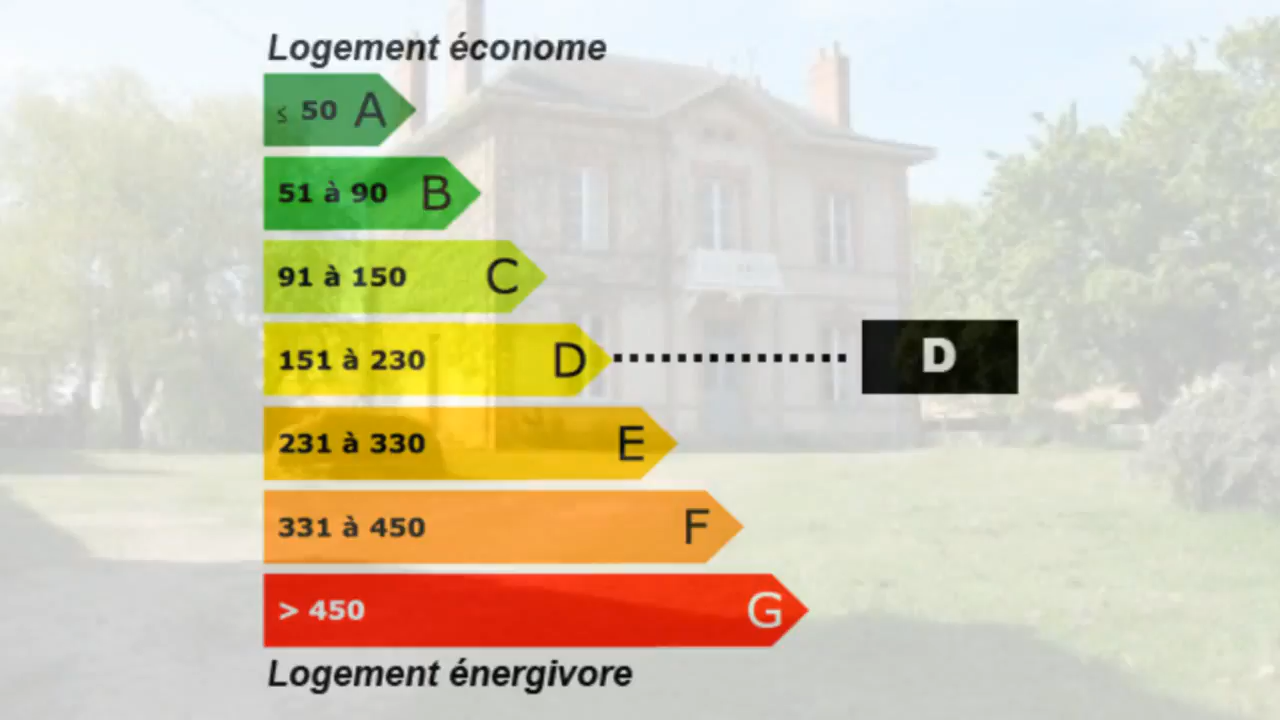 Logement économe
≤ 50 A
51 à 90 B
91 à 150 C
151 à 230 D D
231 à 330 E
331 à 450 F
> 450 G
Logement énergivore